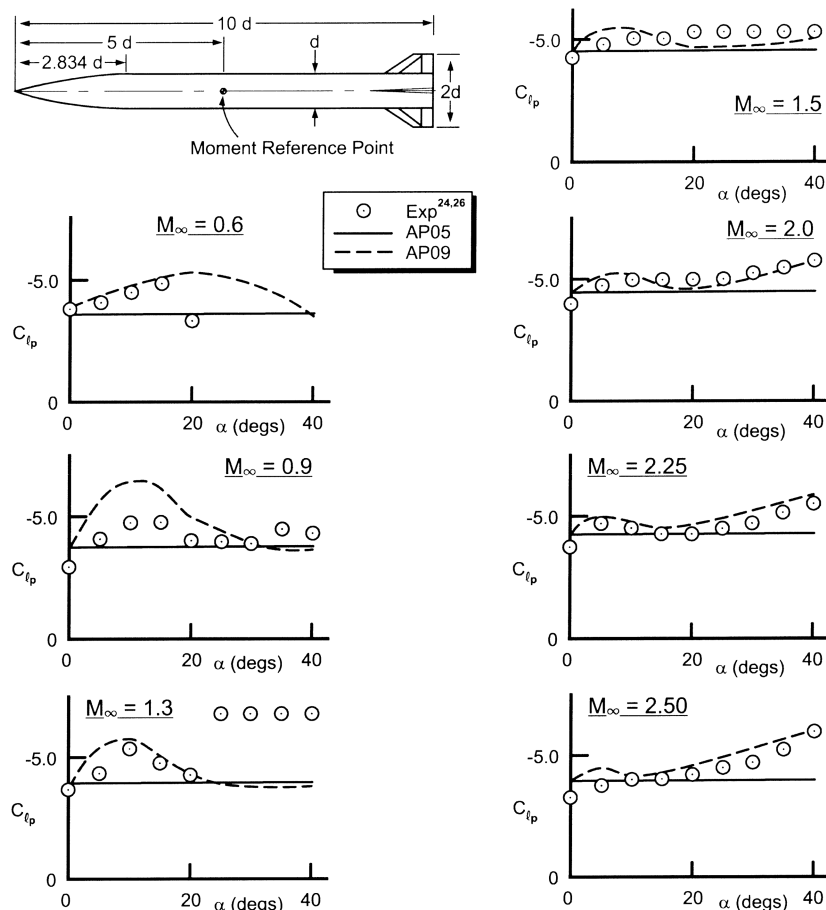 10 d
5 d
d
2.834 d
2d
Moment Reference Point
Exp24,26
AP05
AP09
M∞ = 0.6
-5.0
Cℓp
0
0 20 40
α (degs)
M∞ = 0.9
-5.0
Cℓp
0
0 20 40
α (degs)
M∞ = 1.3
-5.0
Cℓp
0
0 20 40
α (degs)
-5.0
Cℓp
M∞ = 1.5
0
0 20 40
α (degs)
M∞ = 2.0
-5.0
Cℓp
0
0 20 40
α (degs)
M∞ = 2.25
-5.0
Cℓp
0
0 20 40
α (degs)
M∞ = 2.50
-5.0
Cℓp
0
0 20 40
α (degs)